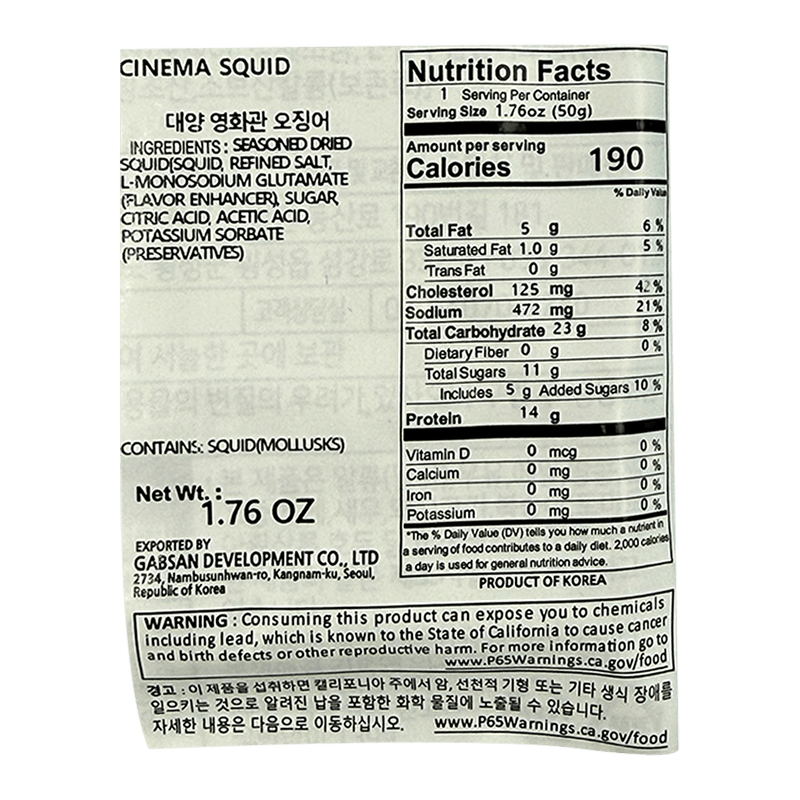 CINEMA SQUID
대양 영화관 오징어
INGREDIENTS : SEASONED DRIED
SQUID[SQUID, REFINED SALT,
L-MONOSODIUM GLUTAMATE
(FLAVOR ENHANCER), SUGAR,
CITRIC ACID, ACETIC ACID,
POTASSIUM SORBATE
(PRESERVATIVES)
CONTAINS: SQUID(MOLLUSKS)
Net Wt. :
1.76 OZ
EXPORTED BY
GABSAN DEVELOPMENT CO., LTD
2734, Nambusunhwan-ro, Kangnam-ku, Seoul,
Republic of Korea
Nutrition Facts
1 Serving Per Container
Serving Size 1.76oz (50g)
Amount per serving
Calories 190
% Daily Value
Total Fat 5 g 6 %
Saturated Fat 1.0 g 5 %
Trans Fat 0 g
Cholesterol 125 mg 42 %
Sodium 472 mg 21 %
Total Carbohydrate 23 g 8 %
Dietary Fiber 0 g 0 %
Total Sugars 11 g
Includes 5 g Added Sugars 10 %
Protein 14 g
Vitamin D 0 mcg 0 %
Calcium 0 mg 0 %
Iron 0 mg 0 %
Potassium 0 mg 0 %
*The % Daily Value (DV) tells you how much a nutrient in
a serving of food contributes to a daily diet. 2,000 calories
a day is used for general nutrition advice.
PRODUCT OF KOREA
WARNING : Consuming this product can expose you to chemicals
including lead, which is known to the State of California to cause cancer
and birth defects or other reproductive harm. For more information go to
www.P65Warnings.ca.gov/food
경고 : 이 제품을 섭취하면 캘리포니아 주에서 암, 선천적 기형 또는 기타 생식 장애를
일으키는 것으로 알려진 납을 포함한 화학 물질에 노출될 수 있습니다.
자세한 내용은 다음으로 이동하십시오. www.P65Warnings.ca.gov/food